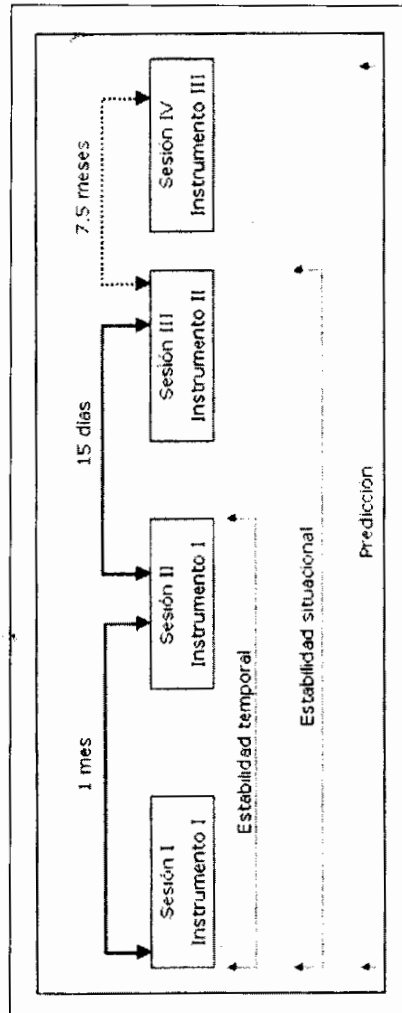 1 mes
15 días
7.5 meses
Sesión I
Instrumento I
Sesión II
Instrumento I
Sesión III
Instrumento II
Sesión IV
Instrumento III
Estabilidad temporal
Estabilidad situacional
Predicción